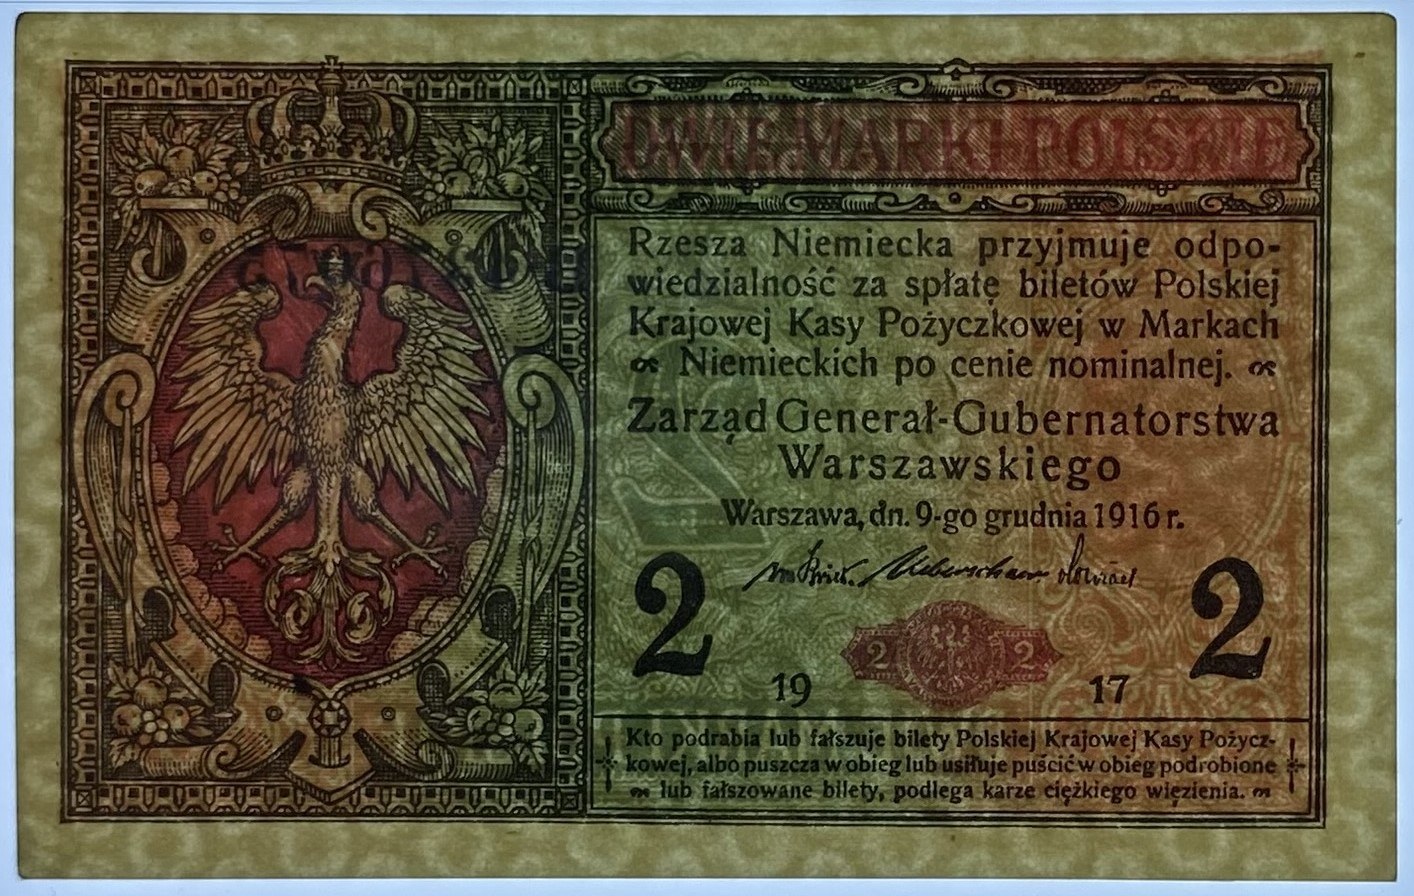 DWIE MARKI POLSKIE
Rzesza Niemiecka przyjmuje odpo-
wiedzialność za spłatę biletów Polskiej
Krajowej Kasy Pożyczkowej w Markach
Niemieckich po cenie nominalnej.
Zarząd Generał-Gubernatorstwa
Warszawskiego
Warszawa, dn. 9-go grudnia 1916 r.
2 2
2 2
19 17
Kto podrabia lub fałszuje bilety Polskiej Krajowej Kasy Pożycz-
kowej, albo puszcza w obieg lub usiłuje puścić w obieg podrobione
lub fałszowane bilety, podlega karze ciężkiego więzienia.